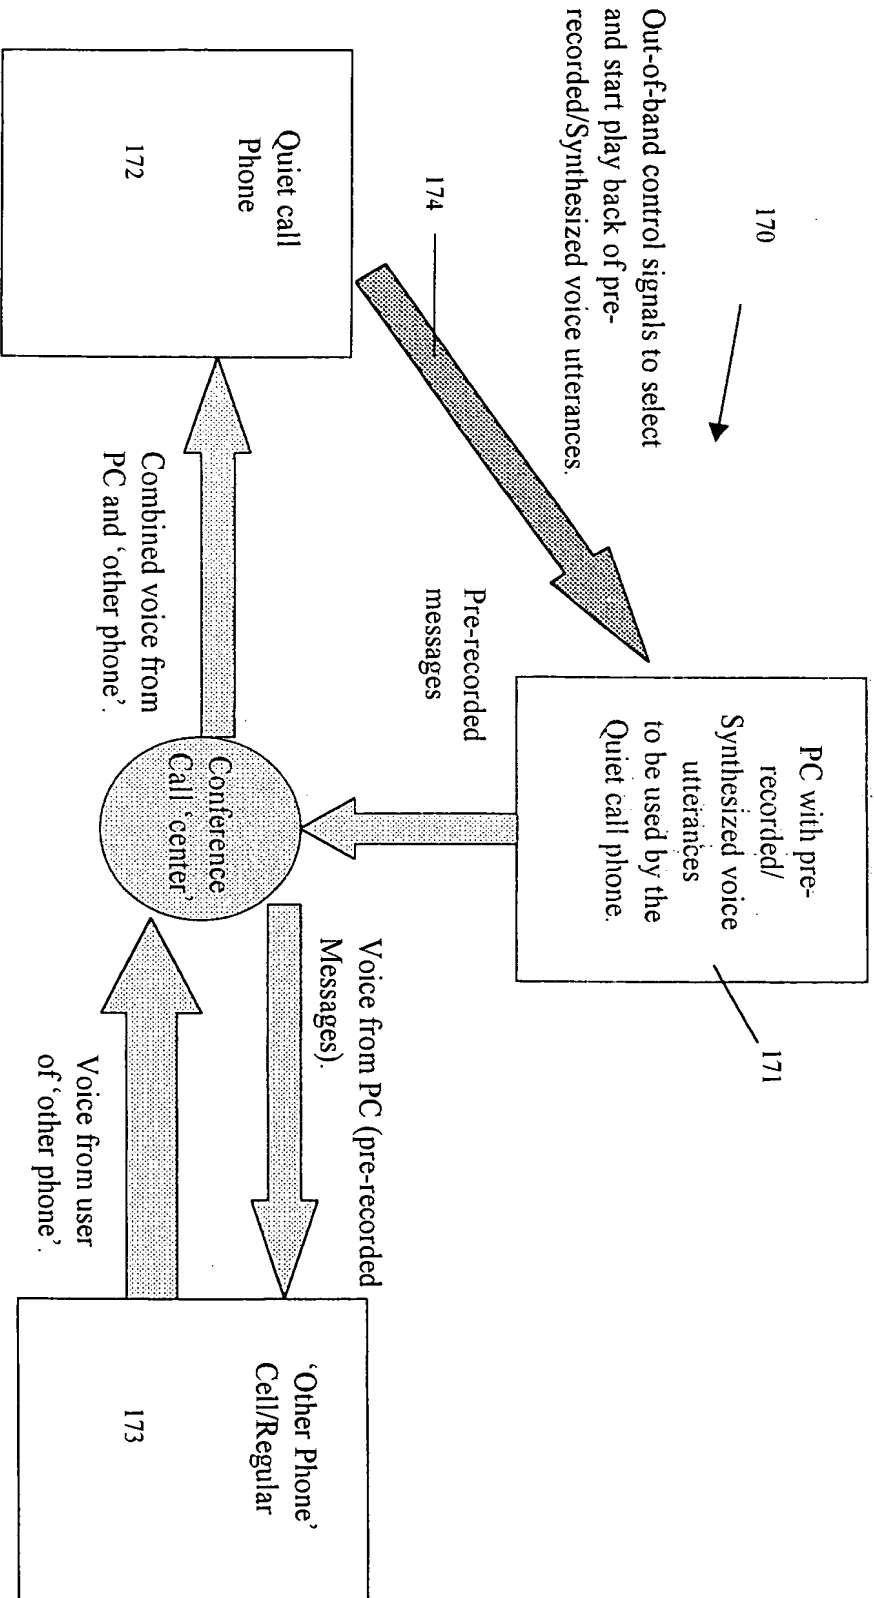 170
Out-of-band control signals to select
and start play back of pre-
recorded/Synthesized voice utterances.
174
PC with pre-
recorded/
Synthesized voice
utterances
to be used by the
Quiet call phone.
171
Pre-recorded
messages
Quiet call
Phone
172
Combined voice from
PC and ‘other phone’.
Conference
Call ‘center’
Voice from PC (pre-recorded
Messages).
Voice from user
of ‘other phone’.
‘Other Phone’
Cell/Regular
173